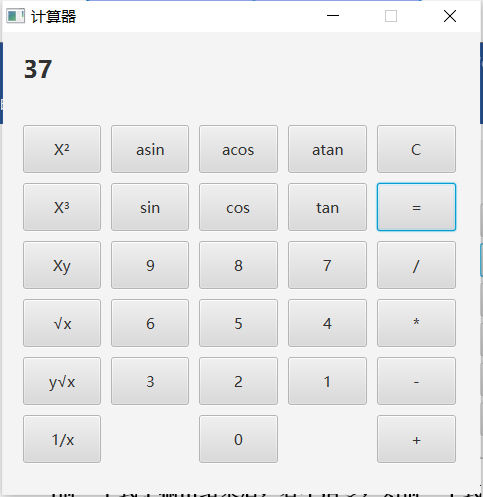 计算器
37
X² asin acos atan C
X³ sin cos tan =
Xy 9 8 7 /
√x 6 5 4 *
y√x 3 2 1 -
1/x 0 +